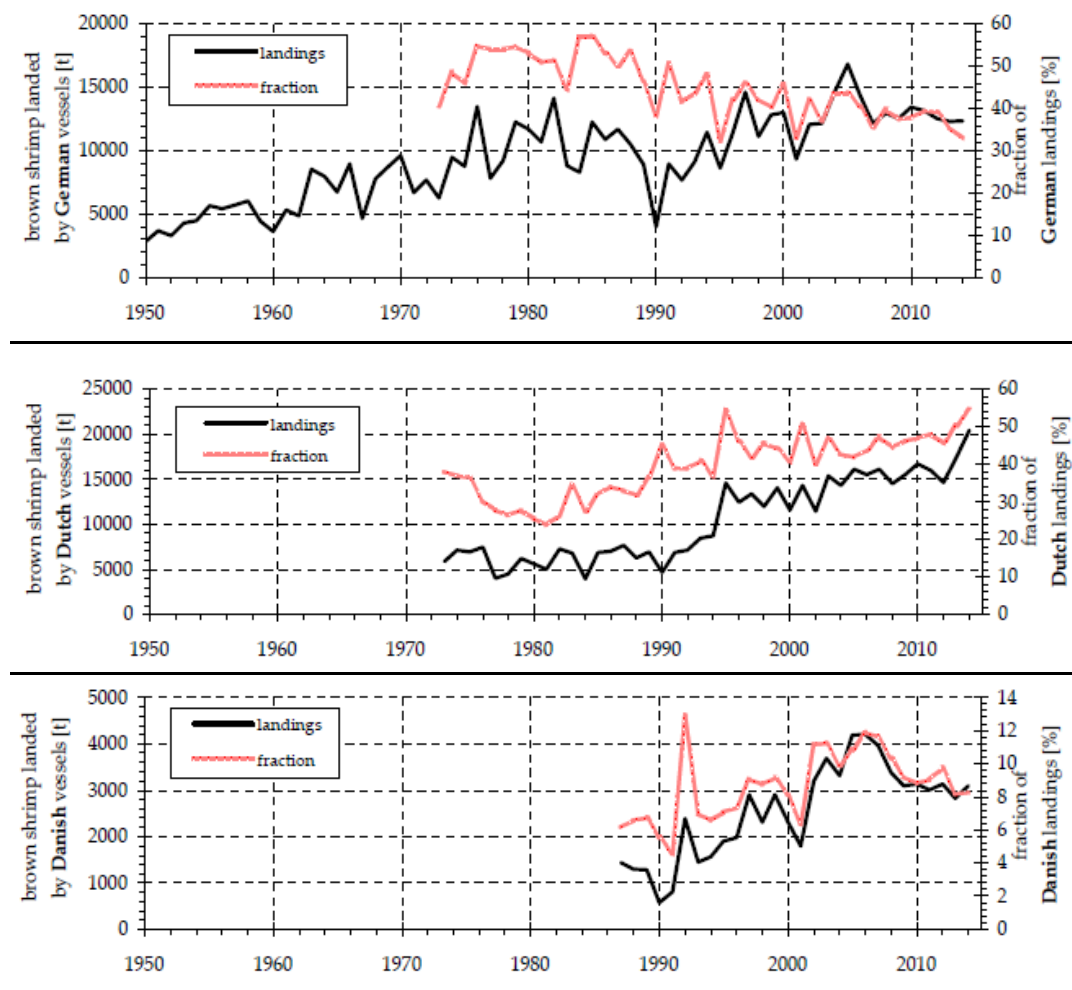 brown shrimp landed
by German vessels [t]
20000
15000
10000
5000
0
landings
fraction
60
50
40
30
20
10
0
fraction of
German landings [%]
1950 1960 1970 1980 1990 2000 2010
brown shrimp landed
by Dutch vessels [t]
25000
20000
15000
10000
5000
0
landings
fraction
60
50
40
30
20
10
0
fraction of
Dutch landings [%]
1950 1960 1970 1980 1990 2000 2010
brown shrimp landed
by Danish vessels [t]
5000
4000
3000
2000
1000
0
landings
fraction
14
12
10
8
6
4
2
0
fraction of
Danish landings [%]
1950 1960 1970 1980 1990 2000 2010